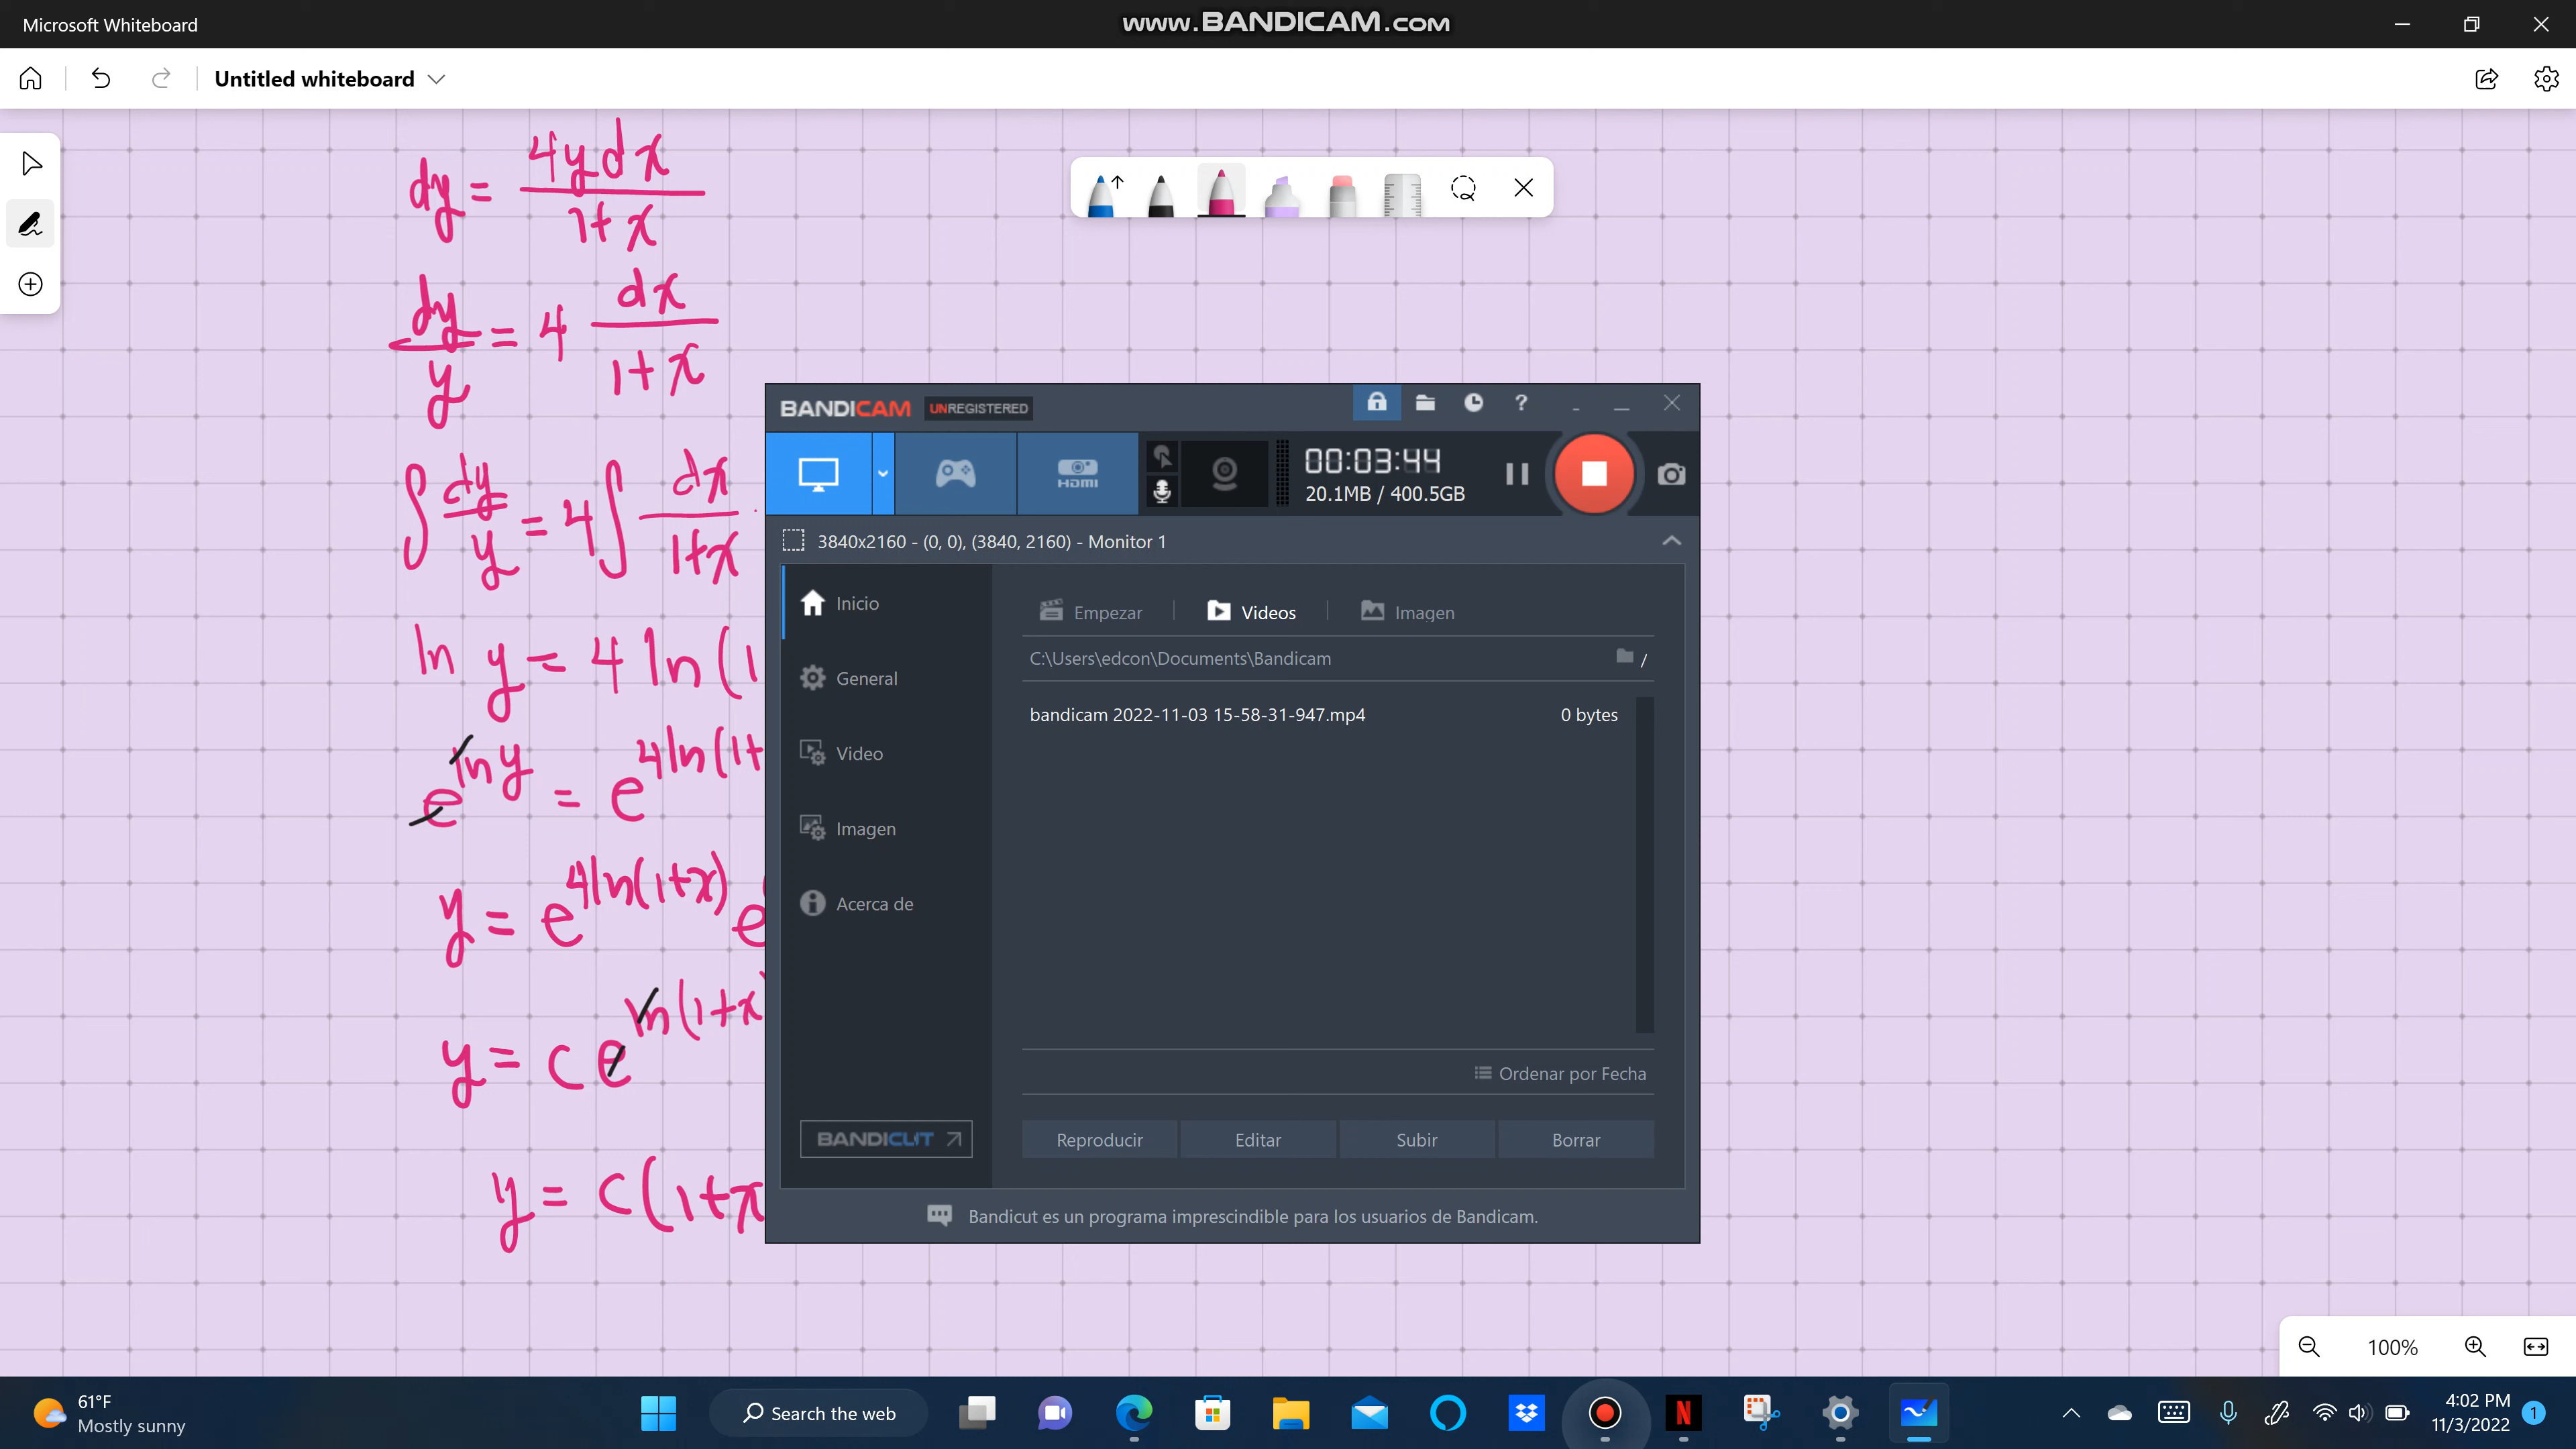 Microsoft Whiteboard
www.BANDICAM.com
Untitled whiteboard
dy = 4y dx / 1+x
dy / y = 4 dx / 1+x
∫ dy / y = 4 ∫ dx / 1+x
ln y = 4 ln(1
e^ln y = e^4ln(1+
y = e^4ln(1+x) e
y = c e^ln(1+x
y = c(1+x
BANDICAM UNREGISTERED
HDMI
00:03:44
20.1MB / 400.5GB
3840x2160 - (0, 0), (3840, 2160) - Monitor 1
Inicio
General
Video
Imagen
Acerca de
BANDICUT
Empezar | Videos | Imagen
C:\Users\edcon\Documents\Bandicam
/
bandicam 2022-11-03 15-58-31-947.mp4 0 bytes
Ordenar por Fecha
Reproducir Editar Subir Borrar
Bandicut es un programa imprescindible para los usuarios de Bandicam.
100%
61°F
Mostly sunny
Search the web
N
4:02 PM
11/3/2022
1